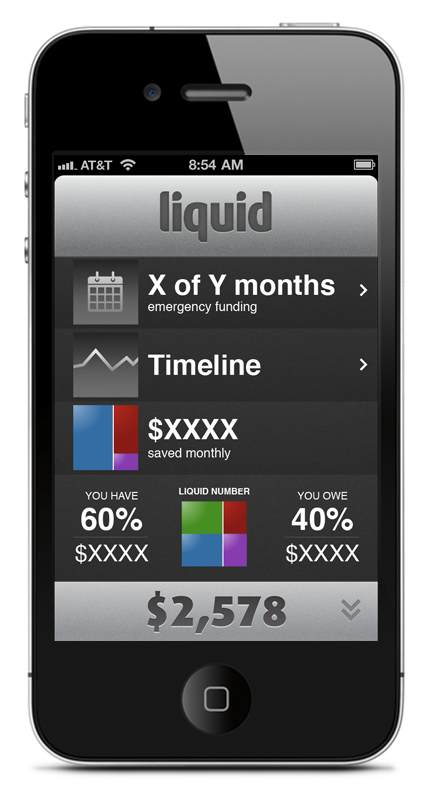 AT&T 8:54 AM
liquid
X of Y months
emergency funding
Timeline
$XXXX
saved monthly
YOU HAVE LIQUID NUMBER YOU OWE
60% 40%
$XXXX $XXXX
$2,578